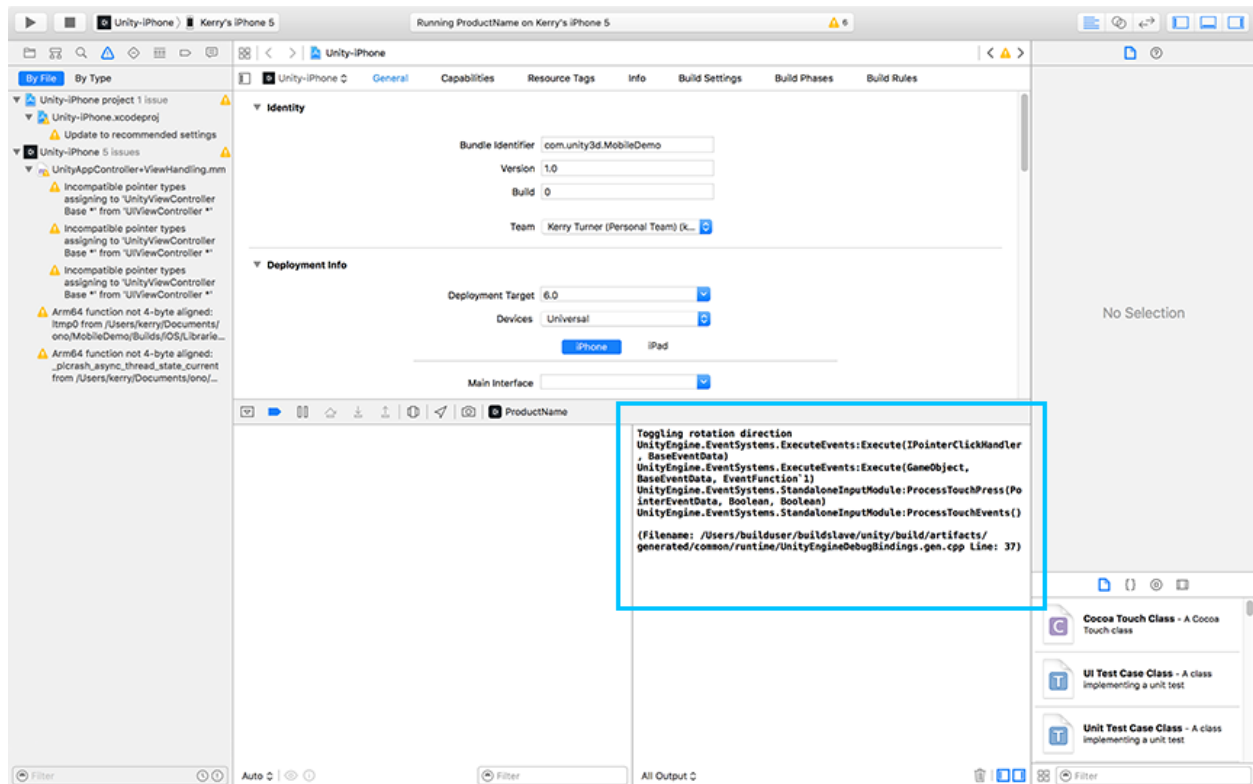 Unity-iPhone
Kerry's iPhone 5
Running ProductName on Kerry's iPhone 5
6
Unity-iPhone
By File
By Type
Unity-iPhone
General
Capabilities
Resource Tags
Info
Build Settings
Build Phases
Build Rules
Unity-iPhone project 1 issue
Unity-iPhone.xcodeproj
Update to recommended settings
Unity-iPhone 5 issues
UnityAppController+ViewHandling.mm
Incompatible pointer types
assigning to 'UnityViewController
Base *' from 'UIViewController *'
Incompatible pointer types
assigning to 'UnityViewController
Base *' from 'UIViewController *'
Incompatible pointer types
assigning to 'UnityViewController
Base *' from 'UIViewController *'
Arm64 function not 4-byte aligned:
ltmp0 from /Users/kerry/Documents/
ono/MobileDemo/Builds/iOS/Librarie...
Arm64 function not 4-byte aligned:
_plcrash_async_thread_state_current
from /Users/kerry/Documents/ono/...
Identity
Bundle Identifier com.unity3d.MobileDemo
Version 1.0
Build 0
Team Kerry Turner (Personal Team) (k...
Deployment Info
Deployment Target 6.0
Devices Universal
iPhone iPad
Main Interface
No Selection
ProductName
Toggling rotation direction
UnityEngine.EventSystems.ExecuteEvents:Execute(IPointerClickHandler
, BaseEventData)
UnityEngine.EventSystems.ExecuteEvents:Execute(GameObject,
BaseEventData, EventFunction`1)
UnityEngine.EventSystems.StandaloneInputModule:ProcessTouchPress(Po
interEventData, Boolean, Boolean)
UnityEngine.EventSystems.StandaloneInputModule:ProcessTouchEvents()
(Filename: /Users/builduser/buildslave/unity/build/artifacts/
generated/common/runtime/UnityEngineDebugBindings.gen.cpp Line: 37)
C
Cocoa Touch Class - A Cocoa
Touch class
T
UI Test Case Class - A class
implementing a unit test
T
Unit Test Case Class - A class
implementing a unit test
Filter
Auto
Filter
All Output
Filter